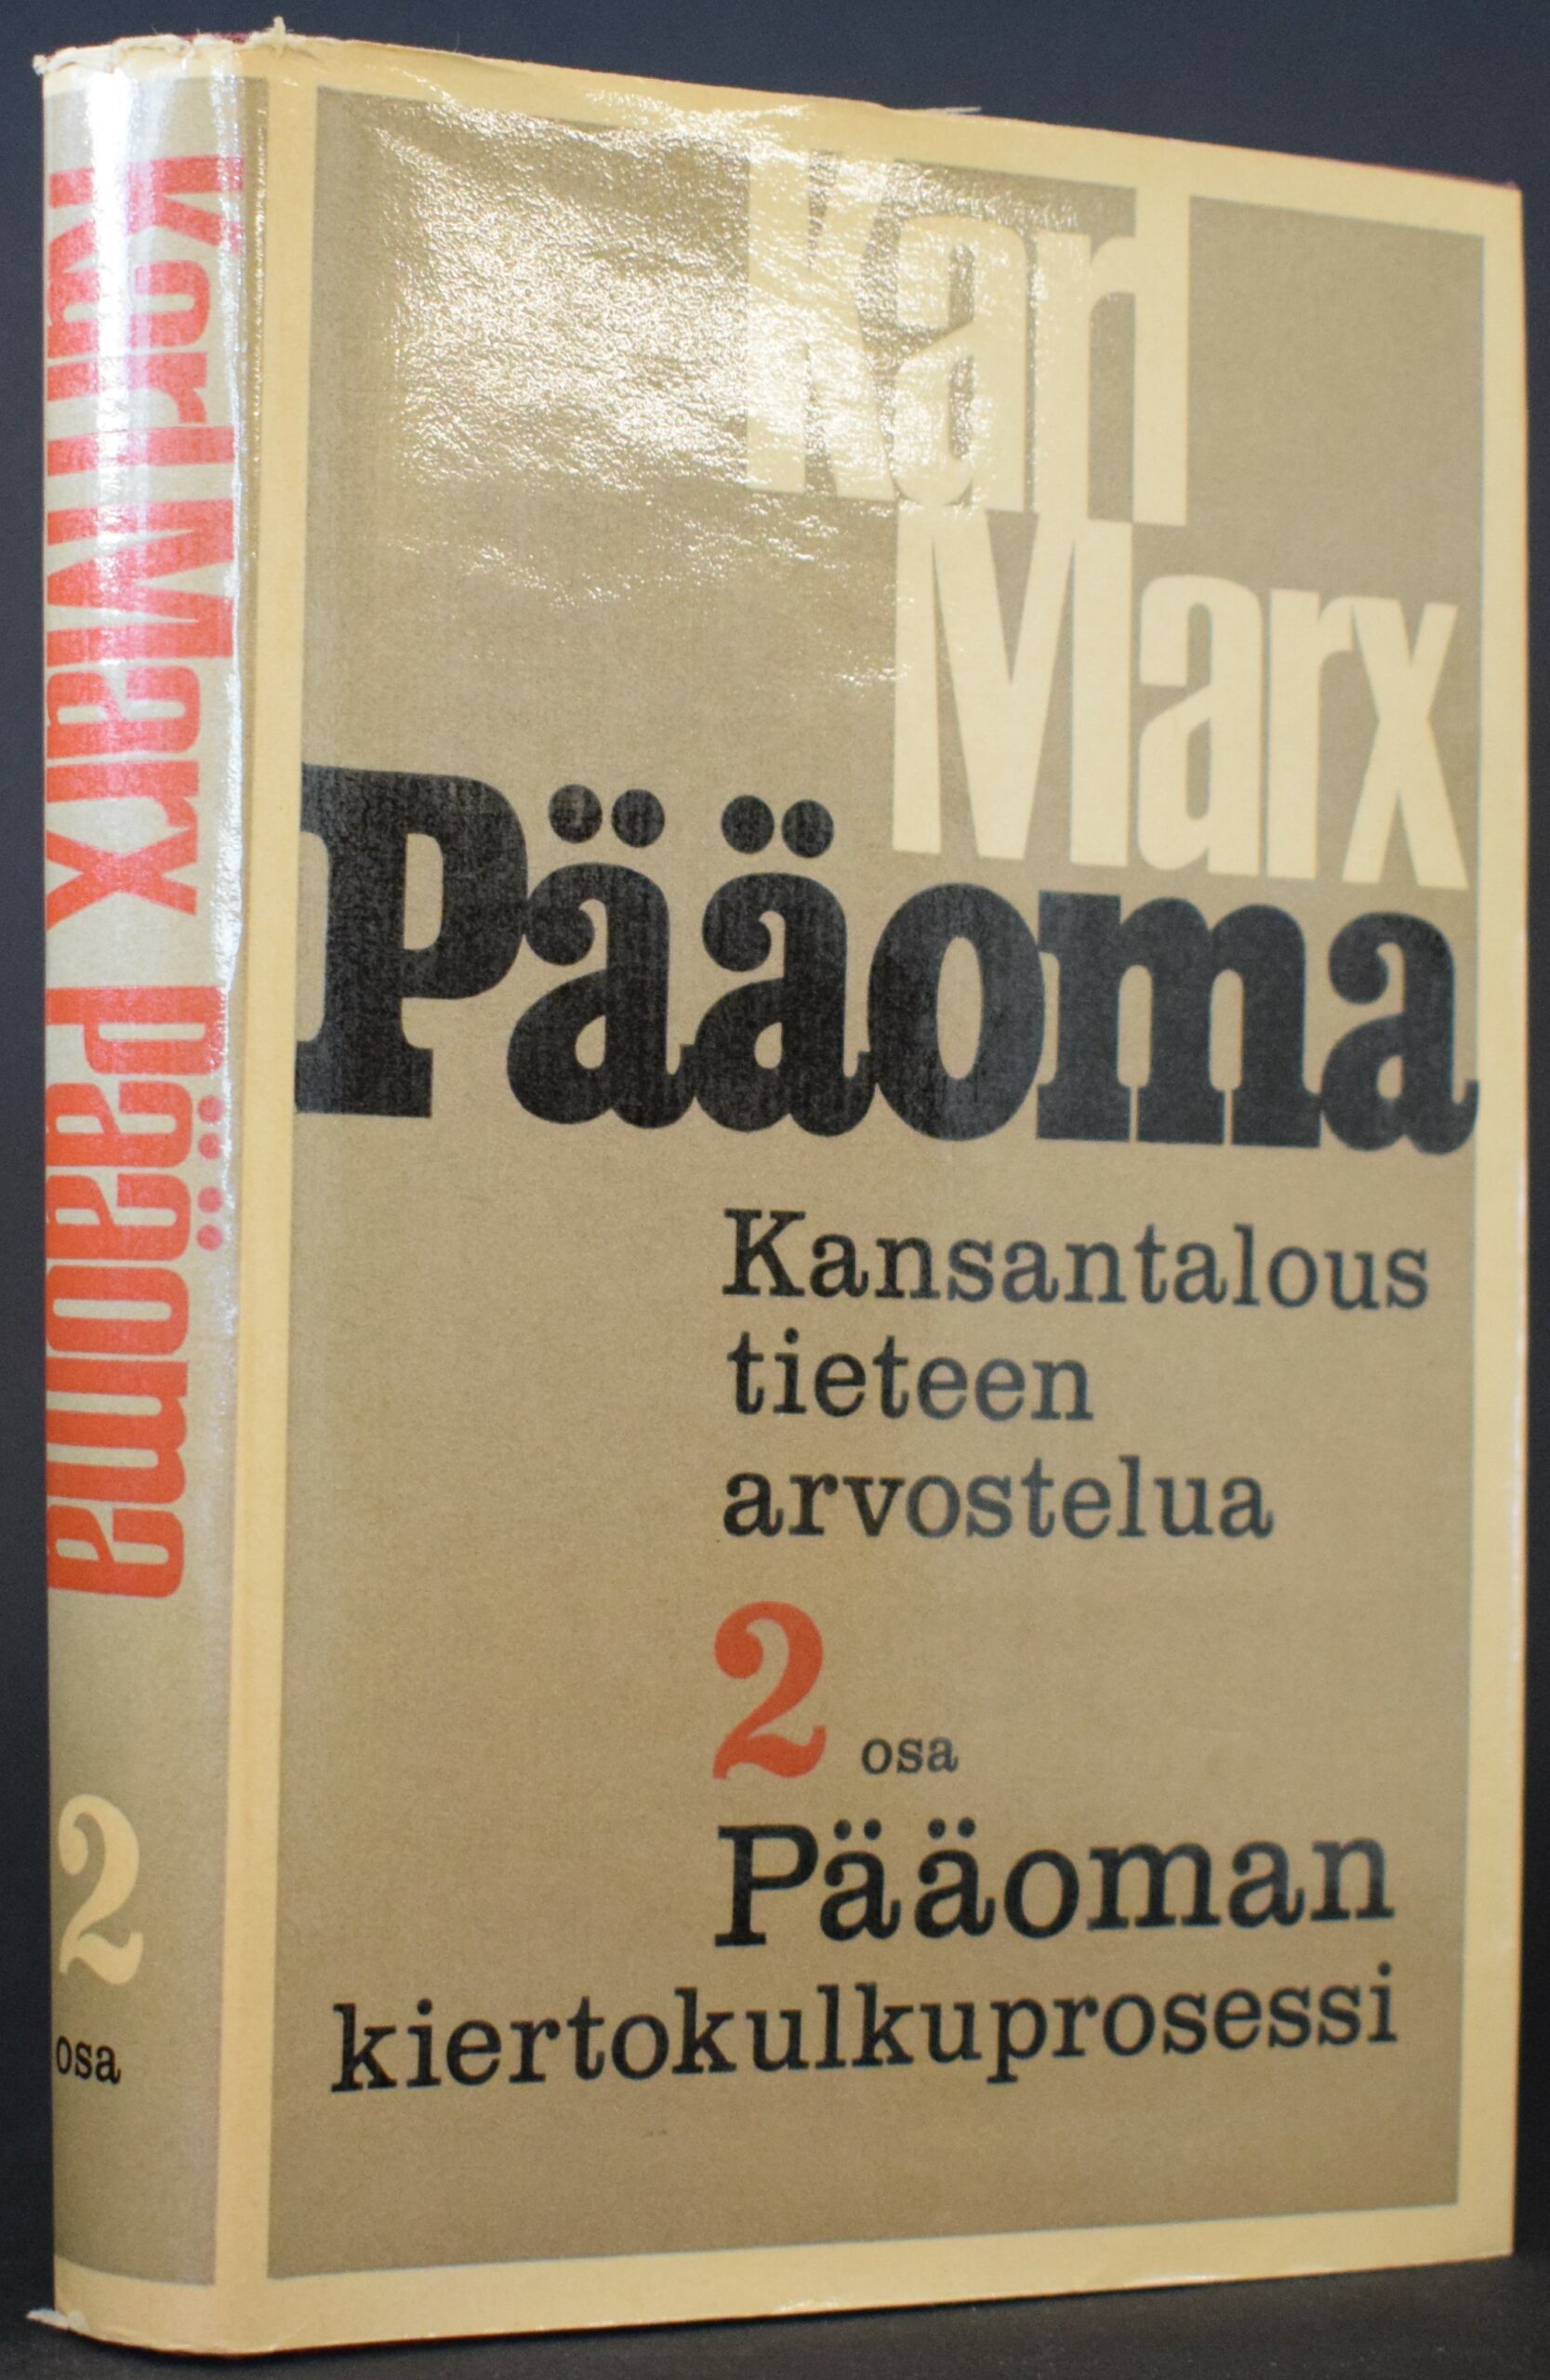 Karl Marx Pääoma
2
osa
Karl
Marx
Pääoma
Kansantalous
tieteen
arvostelua
2 osa
Pääoman
kiertokulkuprosessi